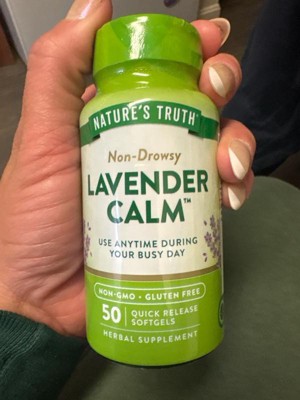 NATURE'S TRUTH®
Non-Drowsy
LAVENDER
CALM™
USE ANYTIME DURING
YOUR BUSY DAY
NON-GMO • GLUTEN FREE
50 QUICK RELEASE
SOFTGELS
HERBAL SUPPLEMENT